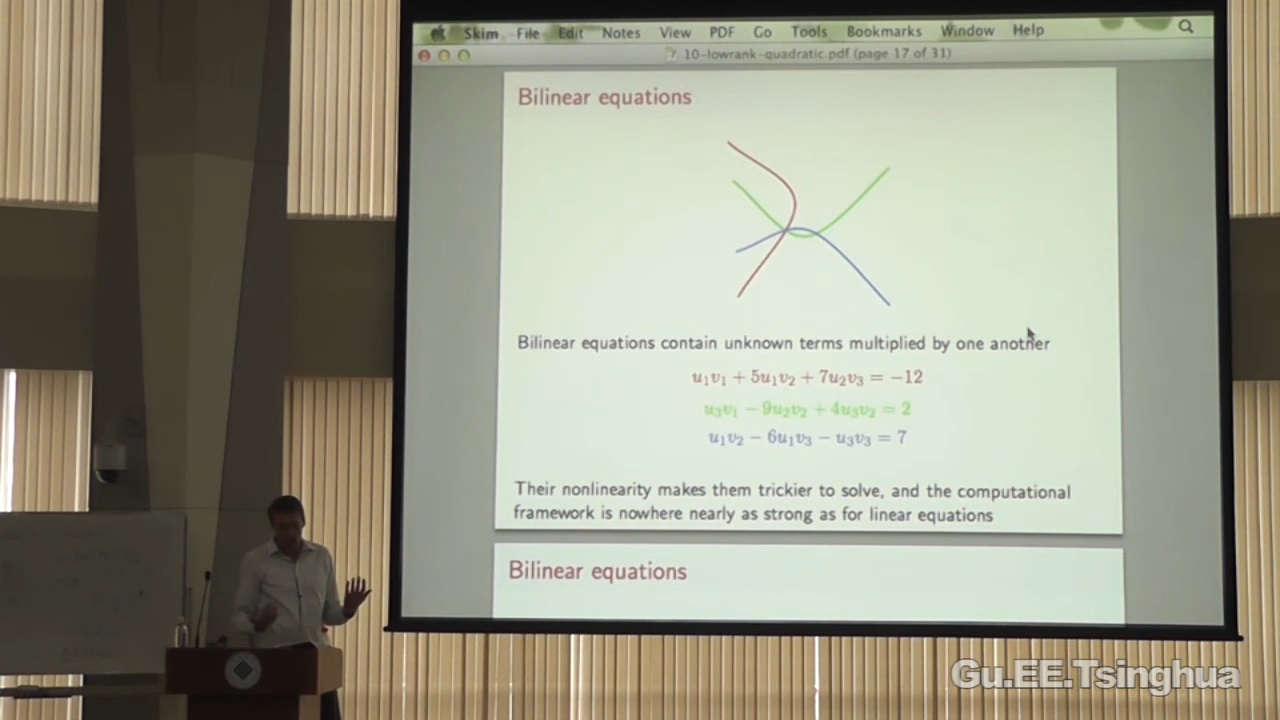 Skim File Edit Notes View PDF Go Tools Bookmarks Window Help
10-lowrank-quadratic.pdf (page 17 of 31)
Bilinear equations
Bilinear equations contain unknown terms multiplied by one another
u₁v₁ + 5u₁v₂ + 7u₂v₃ = −12
u₃v₁ − 9u₂v₂ + 4u₃v₂ = 2
u₁v₂ − 6u₁v₃ − u₃v₃ = 7
Their nonlinearity makes them trickier to solve, and the computational
framework is nowhere nearly as strong as for linear equations
Bilinear equations
Gu.EE.Tsinghua